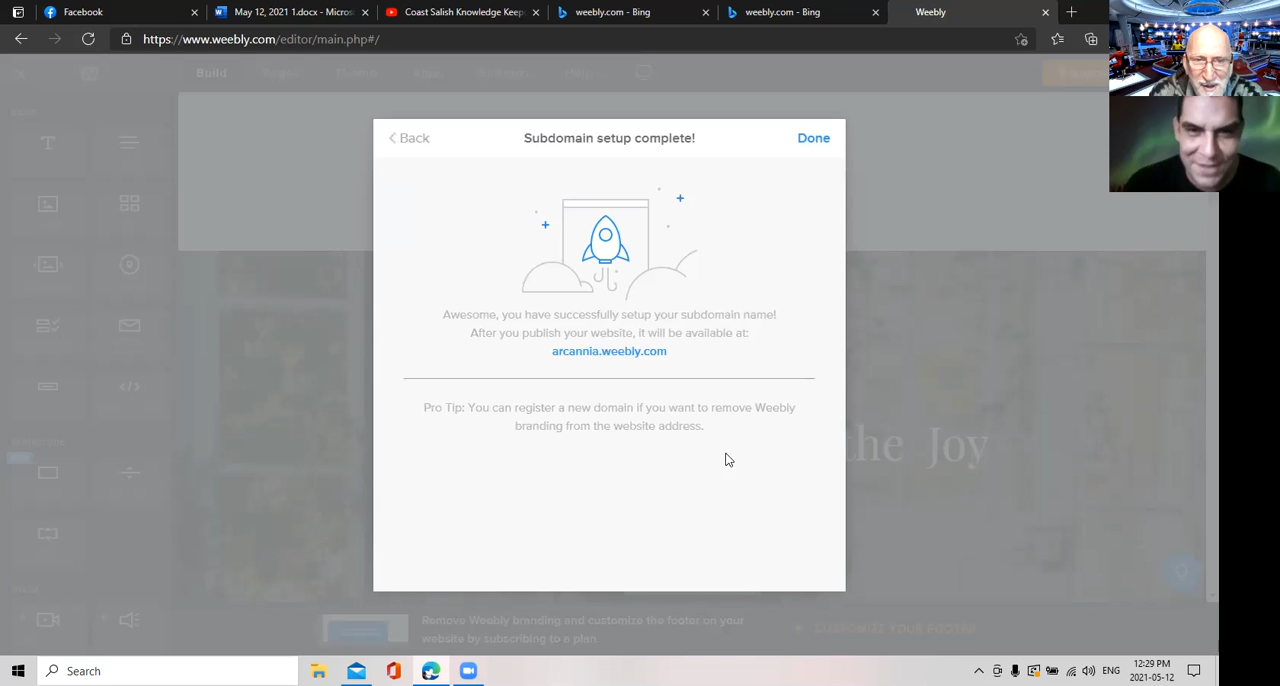 Facebook
May 12, 2021 1.docx - Micros
Coast Salish Knowledge Keep
weebly.com - Bing
weebly.com - Bing
Weebly
https://www.weebly.com/editor/main.php#/
Build
Back
Subdomain setup complete!
Done
Awesome, you have successfully setup your subdomain name!
After you publish your website, it will be available at:
arcannia.weebly.com
Pro Tip: You can register a new domain if you want to remove Weebly
branding from the website address.
the Joy
Remove Weebly branding and customize the footer on your
website by subscribing to a plan.
CUSTOMIZE YOUR FOOTER
Search
ENG
12:29 PM
2021-05-12